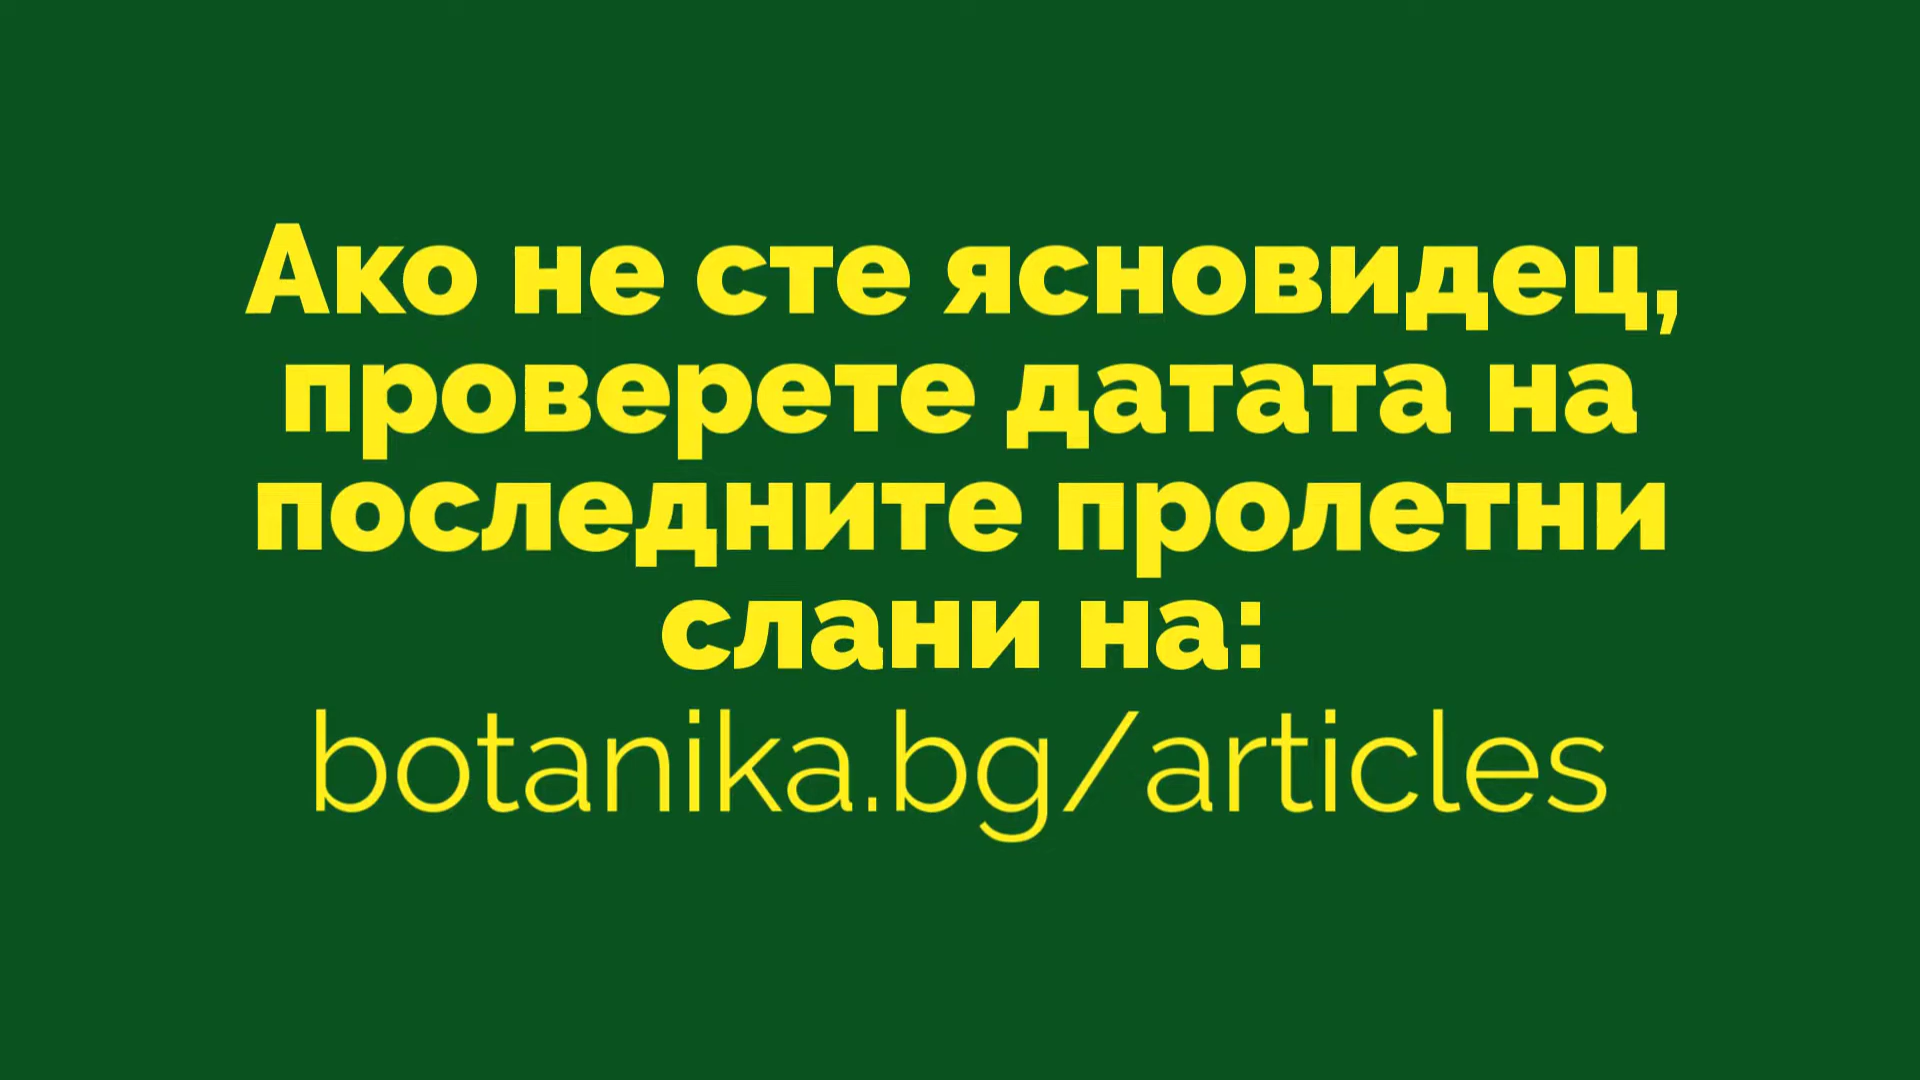 Ако не сте ясновидец,
проверете датата на
последните пролетни
слани на:
botanika.bg/articles